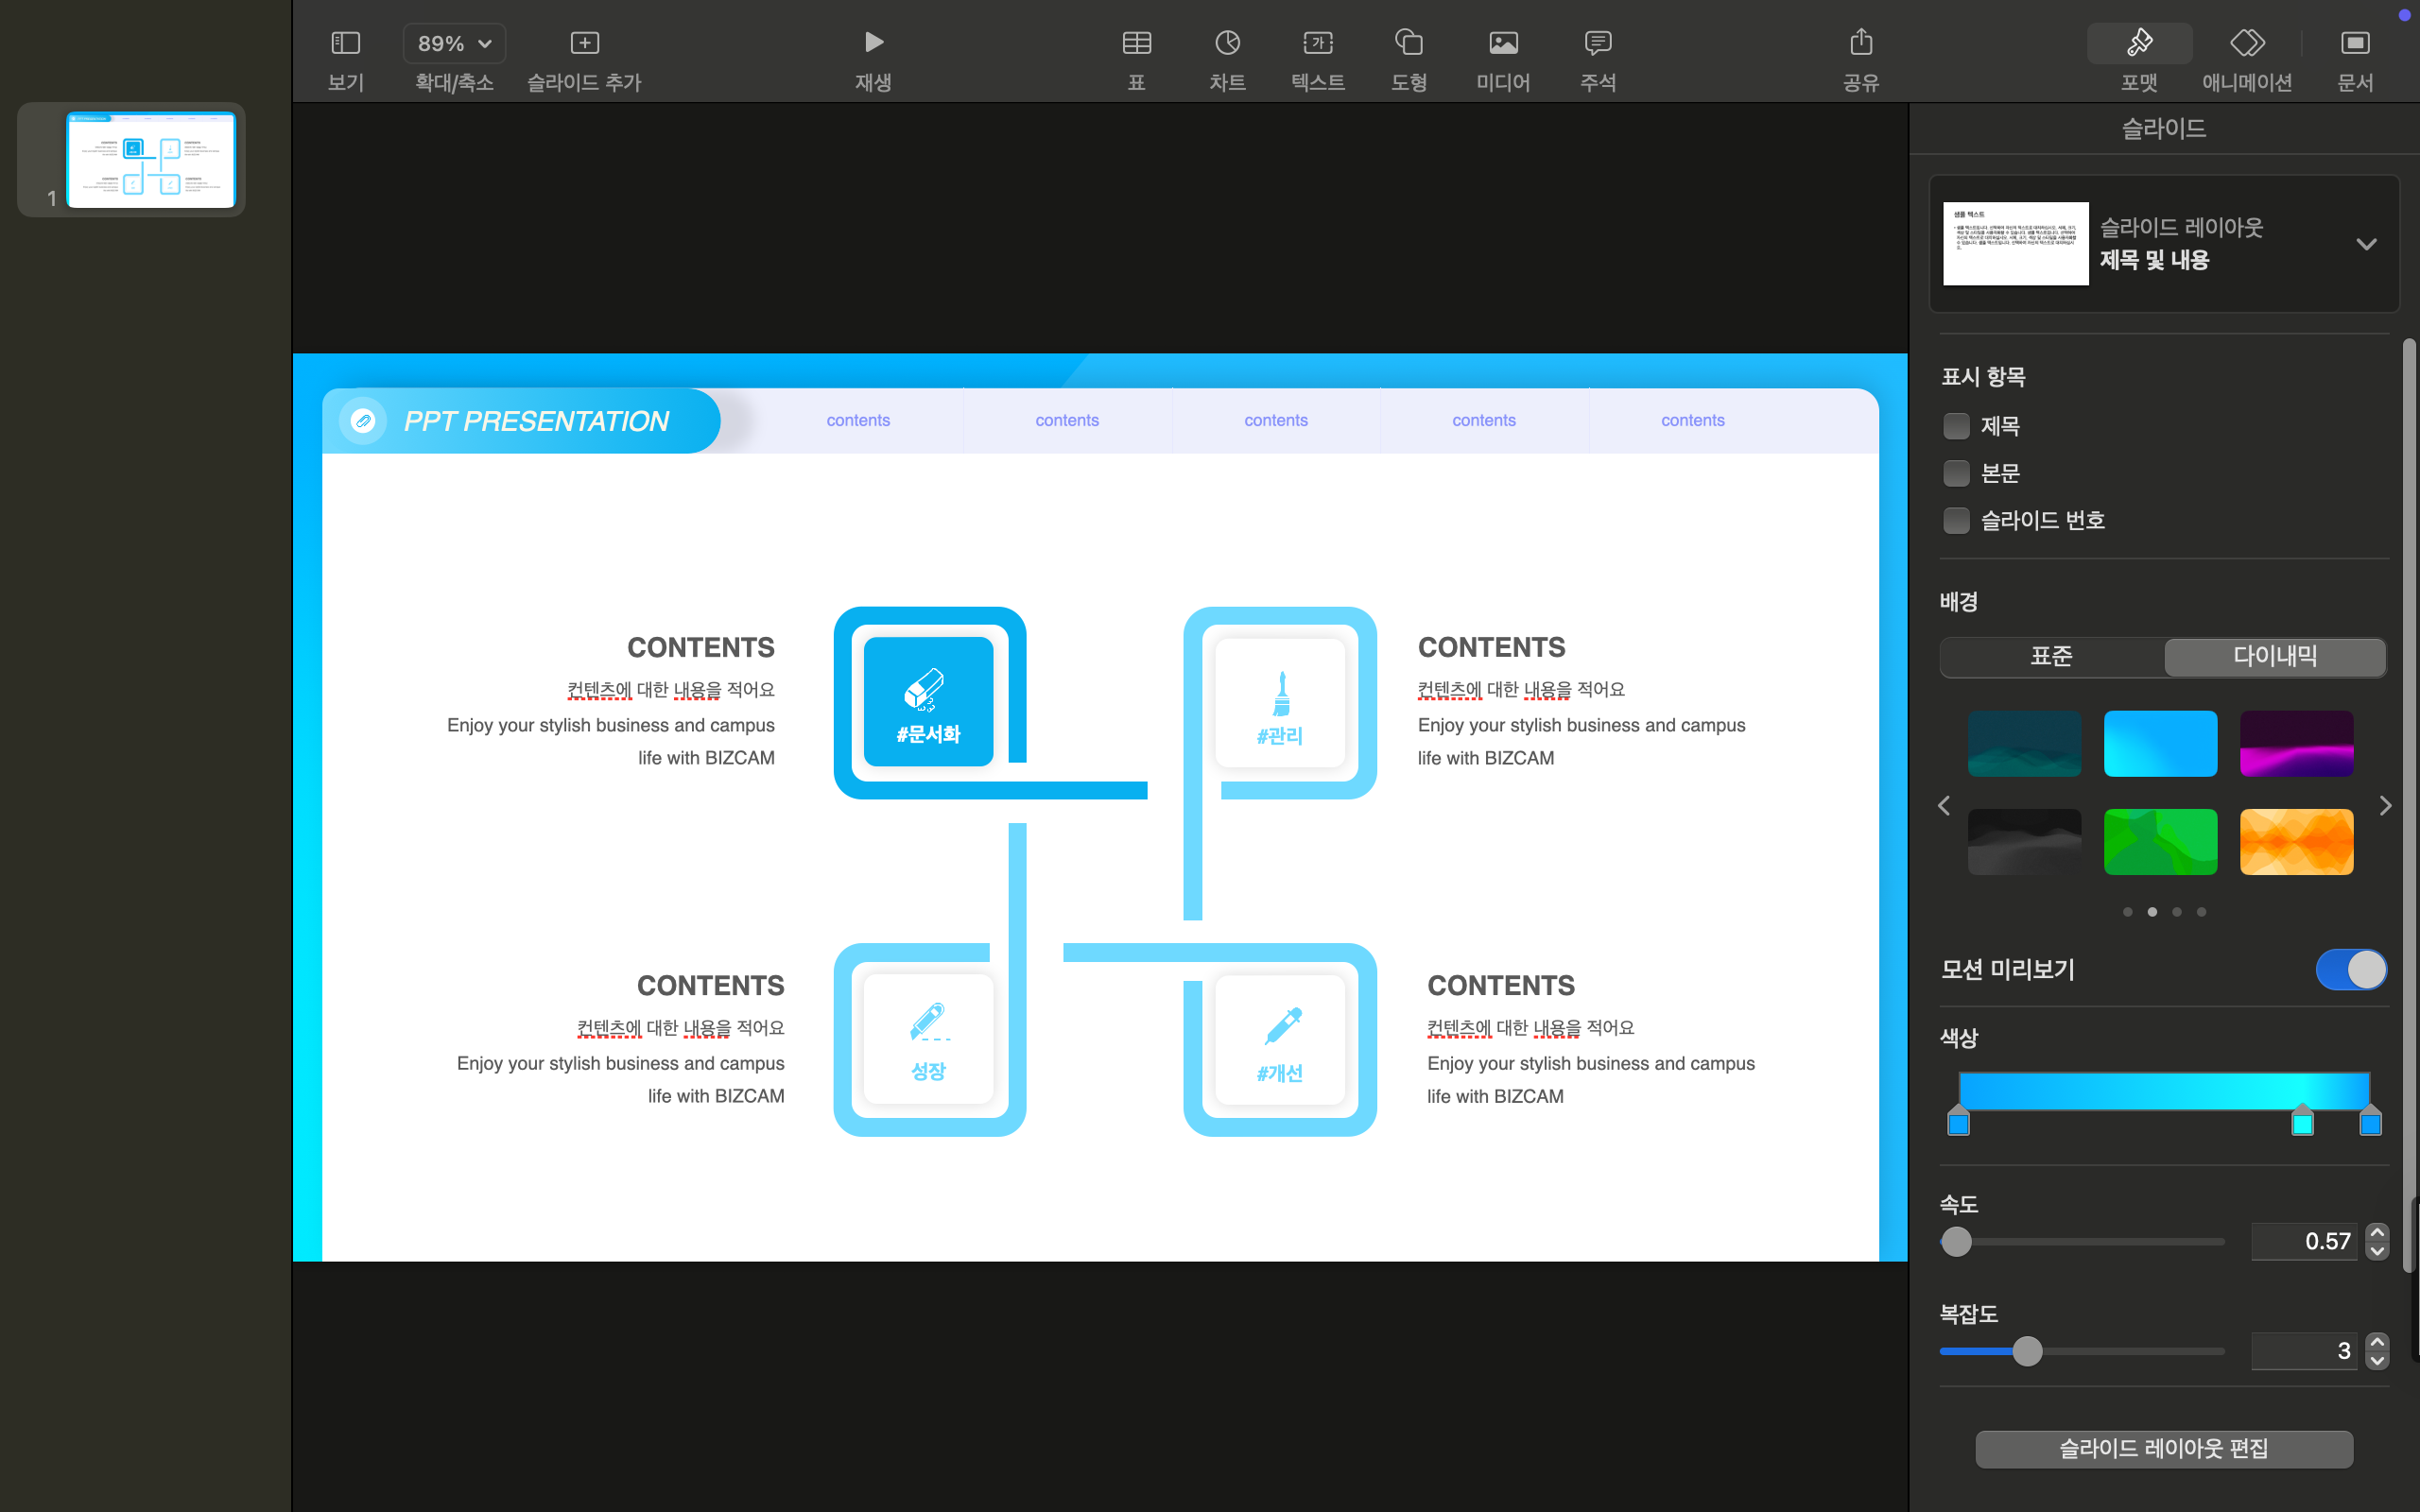 89%
보기
확대/축소
슬라이드 추가
재생
표
차트
텍스트
도형
미디어
주석
공유
포맷
애니메이션
문서
1
PPT PRESENTATION
contents
contents
contents
contents
contents
CONTENTS
컨텐츠에 대한 내용을 적어요
Enjoy your stylish business and campus
life with BIZCAM
#문서화
#관리
CONTENTS
컨텐츠에 대한 내용을 적어요
Enjoy your stylish business and campus
life with BIZCAM
CONTENTS
컨텐츠에 대한 내용을 적어요
Enjoy your stylish business and campus
life with BIZCAM
성장
#개선
CONTENTS
컨텐츠에 대한 내용을 적어요
Enjoy your stylish business and campus
life with BIZCAM
슬라이드
샘플 텍스트
슬라이드 레이아웃
제목 및 내용
표시 항목
제목
본문
슬라이드 번호
배경
표준
다이내믹
모션 미리보기
색상
속도
0.57
복잡도
3
슬라이드 레이아웃 편집